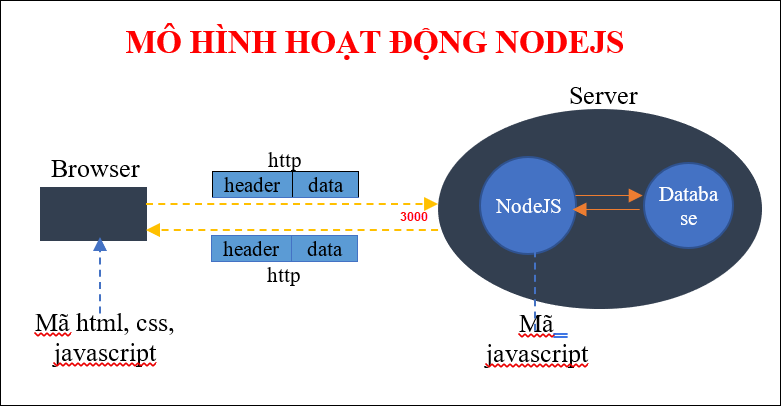 MÔ HÌNH HOẠT ĐỘNG NODEJS
Server
http
Browser
header data
NodeJS
Databa
se
3000
header data
http
Mã html, css,
javascript
Mã
javascript